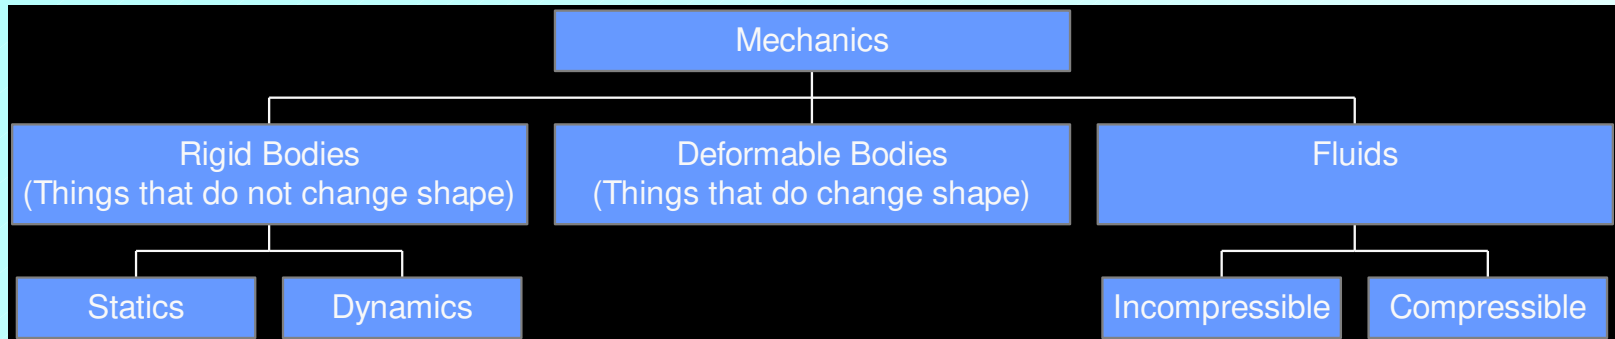 Mechanics
Rigid Bodies
(Things that do not change shape)
Deformable Bodies
(Things that do change shape)
Fluids
Statics
Dynamics
Incompressible
Compressible